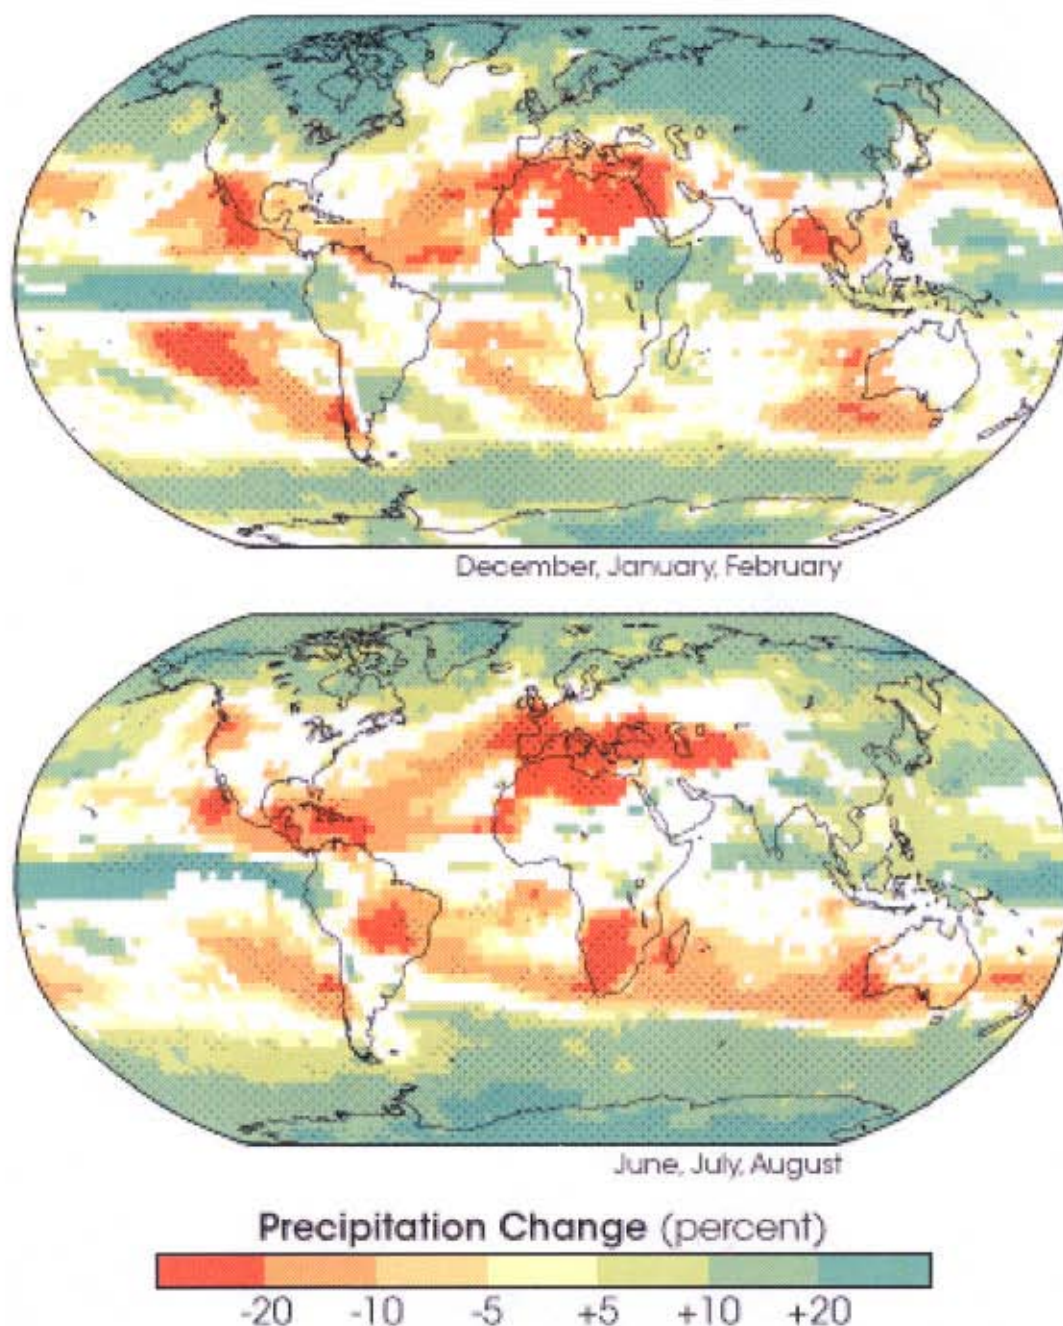 December, January, February
June, July, August
Precipitation Change (percent)
-20 -10 -5 +5 +10 +20